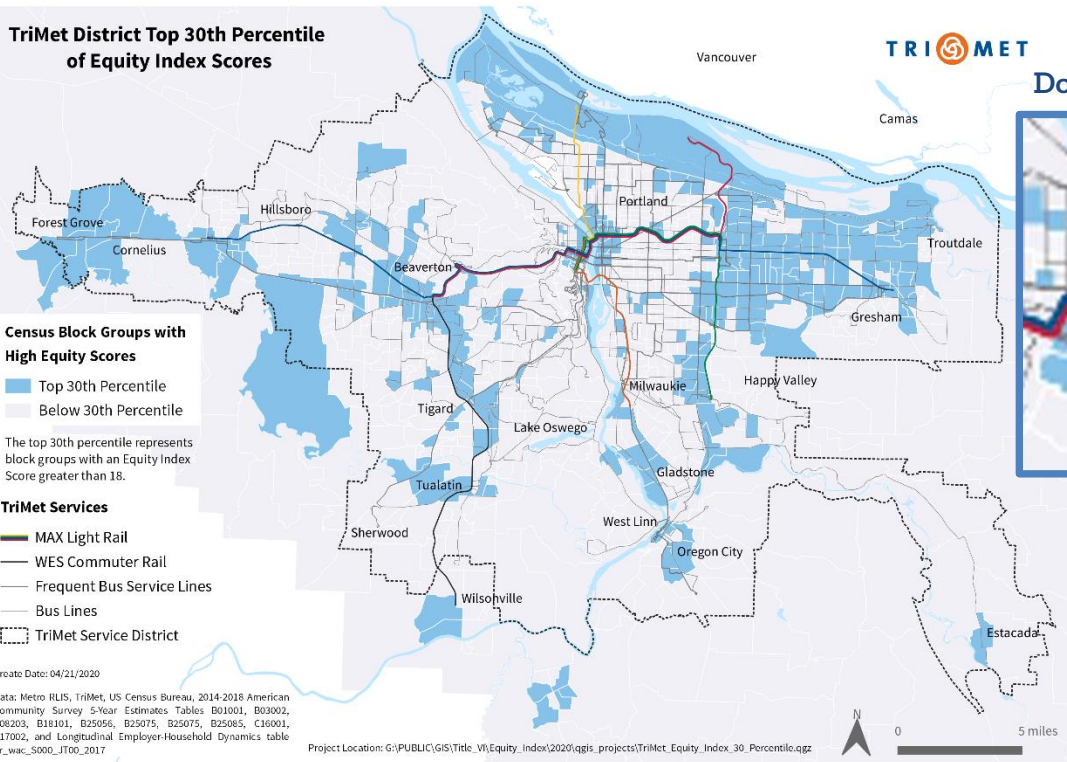 TriMet District Top 30th Percentile
of Equity Index Scores
TRI MET
Vancouver
Do
Camas
Portland
Hillsboro
Forest Grove
Cornelius
Troutdale
Beaverton
Gresham
Census Block Groups with
High Equity Scores
Top 30th Percentile
Below 30th Percentile
The top 30th percentile represents
block groups with an Equity Index
Score greater than 18.
Milwaukie
Happy Valley
Tigard
Lake Oswego
Gladstone
Tualatin
West Linn
Sherwood
Oregon City
Wilsonville
Estacada
TriMet Services
MAX Light Rail
WES Commuter Rail
Frequent Bus Service Lines
Bus Lines
TriMet Service District
reate Date: 04/21/2020
ata: Metro RLIS, TriMet, US Census Bureau, 2014-2018 American
ommunity Survey 5-Year Estimates Tables B01001, B03002,
08203, B18101, B25056, B25075, B25075, B25085, C16001,
17002, and Longitudinal Employer-Household Dynamics table
r_wac_S000_JT00_2017
Project Location: G:\PUBLIC\GIS\Title_VI\Equity_Index\2020\qgis_projects\TriMet_Equity_Index_30_Percentile.qgz
N
0 5 miles